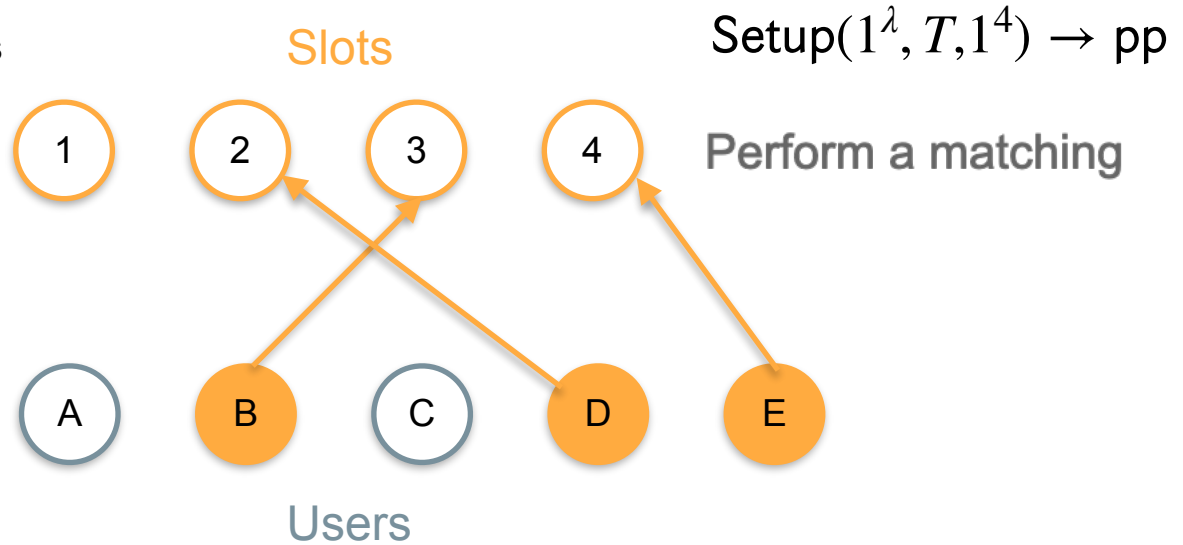 Slots
Setup(1^λ, T,1^4) → pp
1 2 3 4
Perform a matching
A B C D E
Users